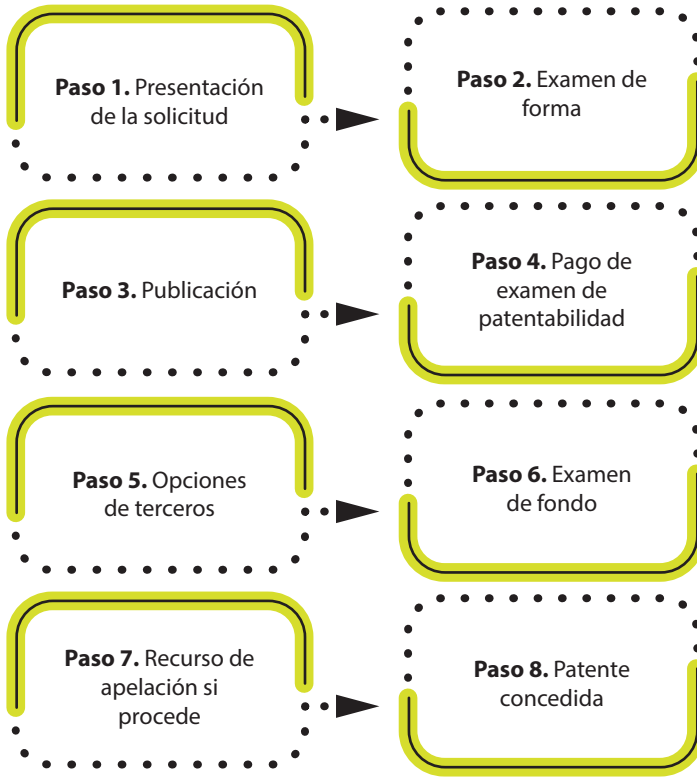 Paso 1. Presentación
de la solicitud
Paso 2. Examen de
forma
Paso 3. Publicación
Paso 4. Pago de
examen de
patentabilidad
Paso 5. Opciones
de terceros
Paso 6. Examen
de fondo
Paso 7. Recurso de
apelación si
procede
Paso 8. Patente
concedida